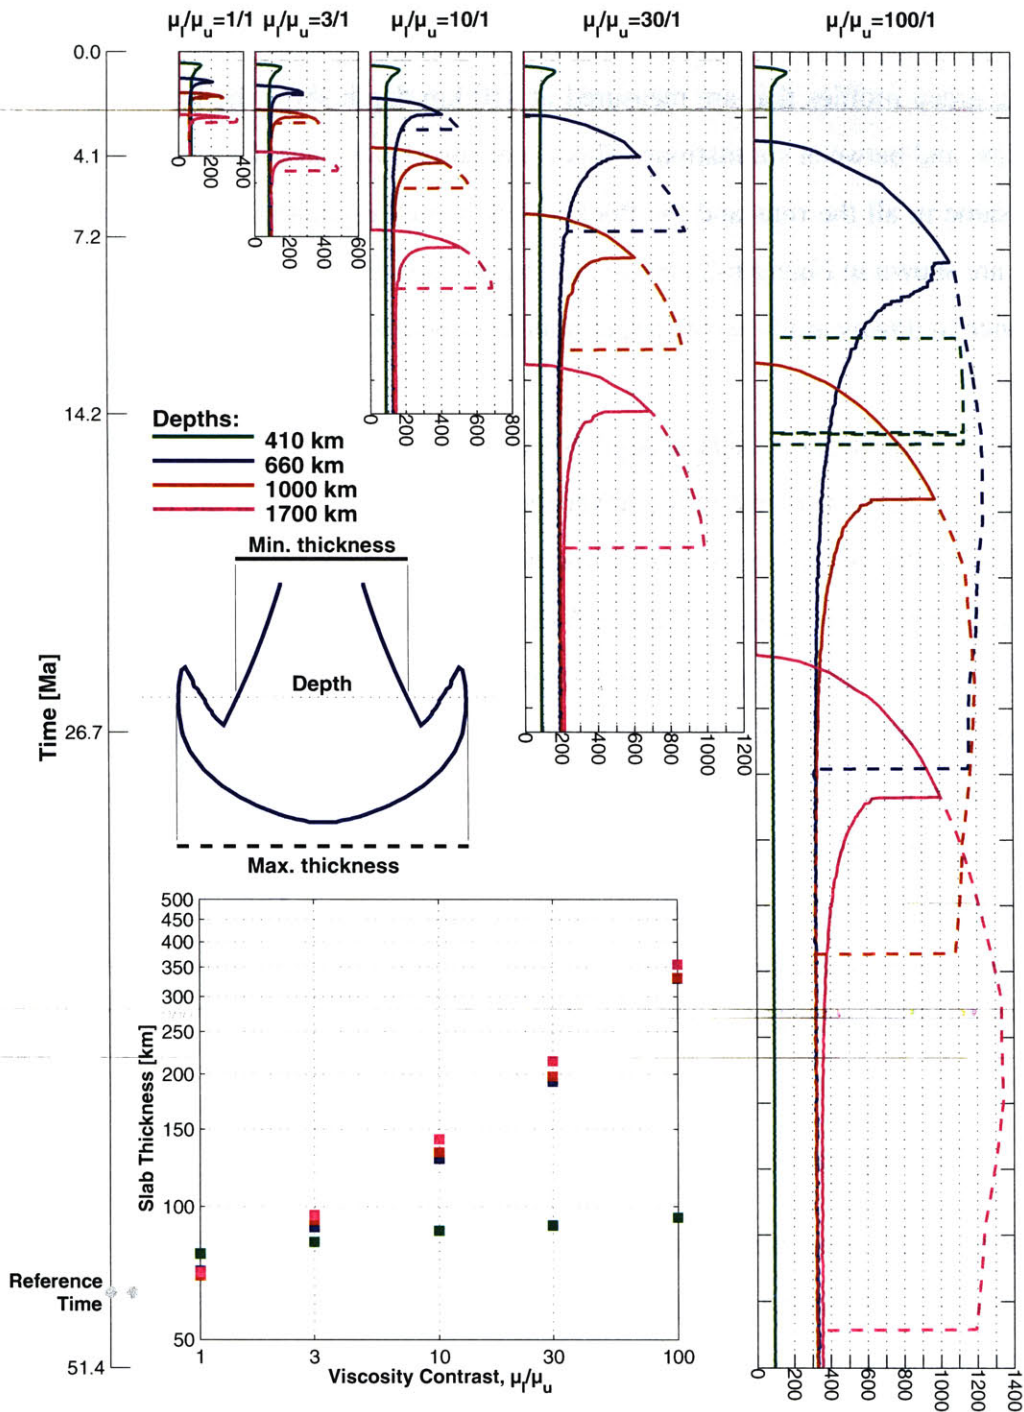 μl/μu=1/1 μl/μu=3/1 μl/μu=10/1 μl/μu=30/1 μl/μu=100/1
0.0
4.1
7.2
14.2
26.7
51.4
Time [Ma]
Reference
Time
0 200 400
0 200 400 600
0 200 400 600 800
0 200 400 600 800 1000 1200
0 200 400 600 800 1000 1200 1400
Depths:
410 km
660 km
1000 km
1700 km
Min. thickness
Depth
Max. thickness
500
450
400
350
300
250
200
150
100
50
Slab Thickness [km]
1 3 10 30 100
Viscosity Contrast, μl/μu